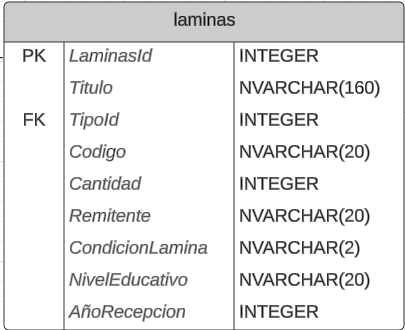 laminas
PK LaminasId INTEGER
Titulo NVARCHAR(160)
FK TipoId INTEGER
Codigo NVARCHAR(20)
Cantidad INTEGER
Remitente NVARCHAR(20)
CondicionLamina NVARCHAR(2)
NivelEducativo NVARCHAR(20)
AñoRecepcion INTEGER